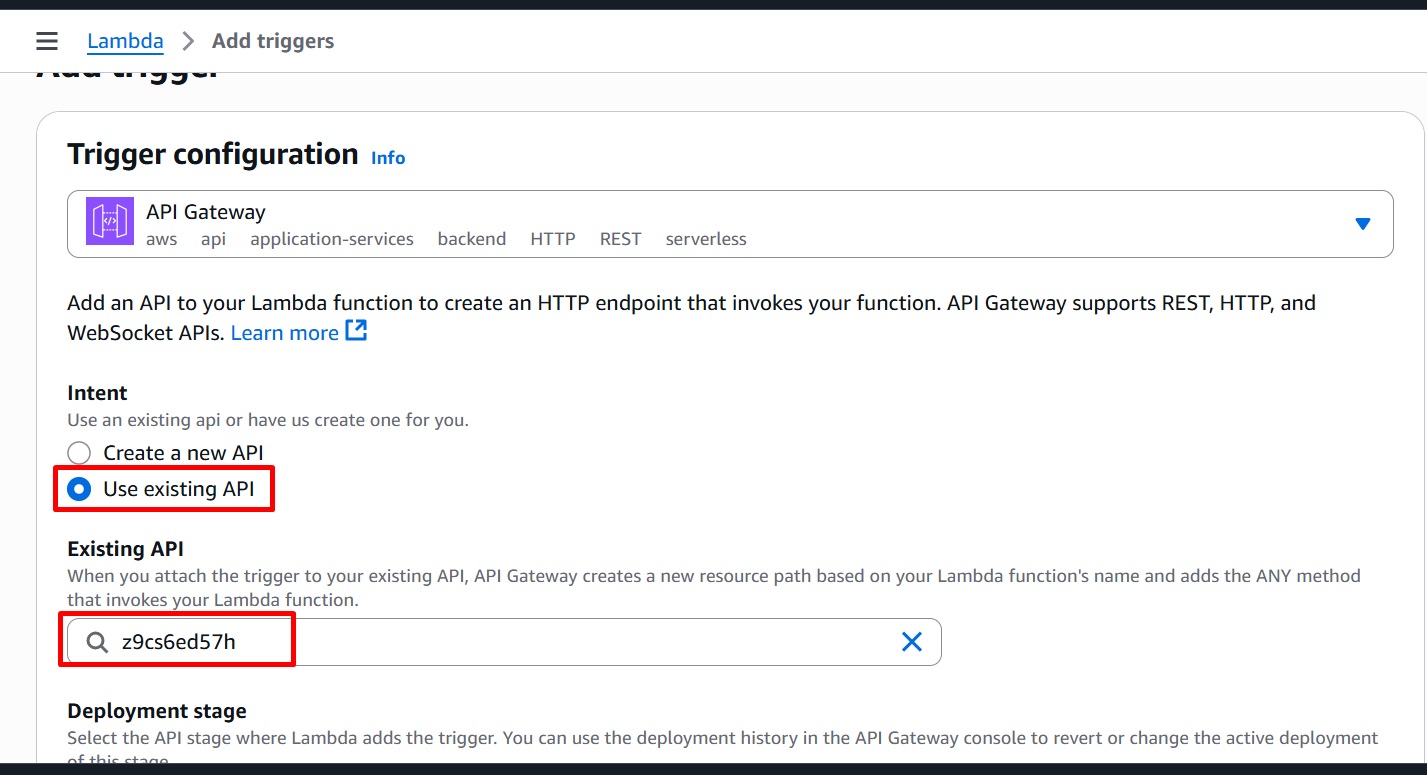 Lambda > Add triggers
Add trigger
Trigger configuration Info
API Gateway
aws api application-services backend HTTP REST serverless
Add an API to your Lambda function to create an HTTP endpoint that invokes your function. API Gateway supports REST, HTTP, and
WebSocket APIs. Learn more
Intent
Use an existing api or have us create one for you.
Create a new API
Use existing API
Existing API
When you attach the trigger to your existing API, API Gateway creates a new resource path based on your Lambda function's name and adds the ANY method
that invokes your Lambda function.
z9cs6ed57h
Deployment stage
Select the API stage where Lambda adds the trigger. You can use the deployment history in the API Gateway console to revert or change the active deployment
of this stage.